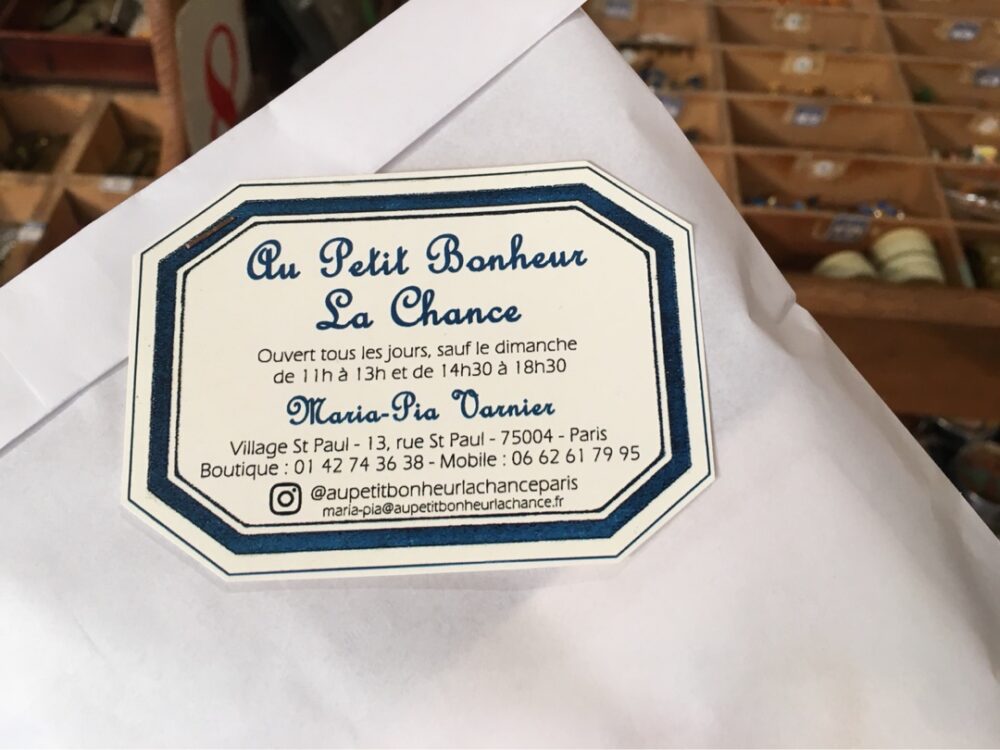 Au Petit Bonheur
La Chance
Ouvert tous les jours, sauf le dimanche
de 11h à 13h et de 14h30 à 18h30
Maria-Pia Varnier
Village St Paul - 13, rue St Paul - 75004 - Paris
Boutique : 01 42 74 36 38 - Mobile : 06 62 61 79 95
@aupetitbonheurlachanceparis
maria-pia@aupetitbonheurlachance.fr